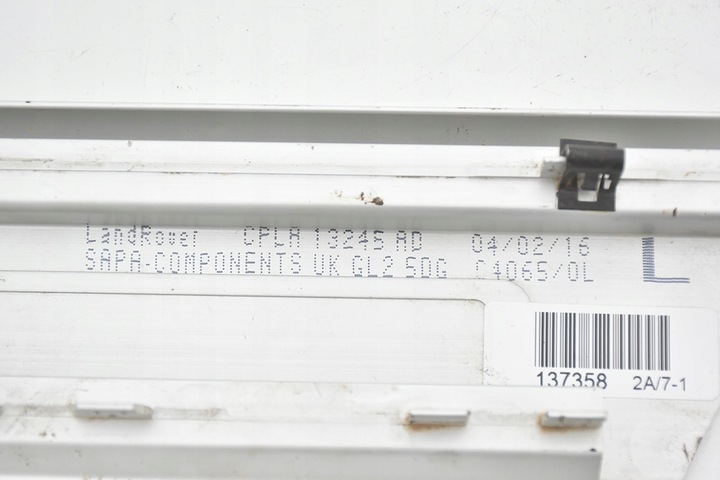 LandRover CPLA 13245 AD 04/02/16
SAPA-COMPONENTS UK GL2 5DG C4065/0L
L
137358 2A/7-1